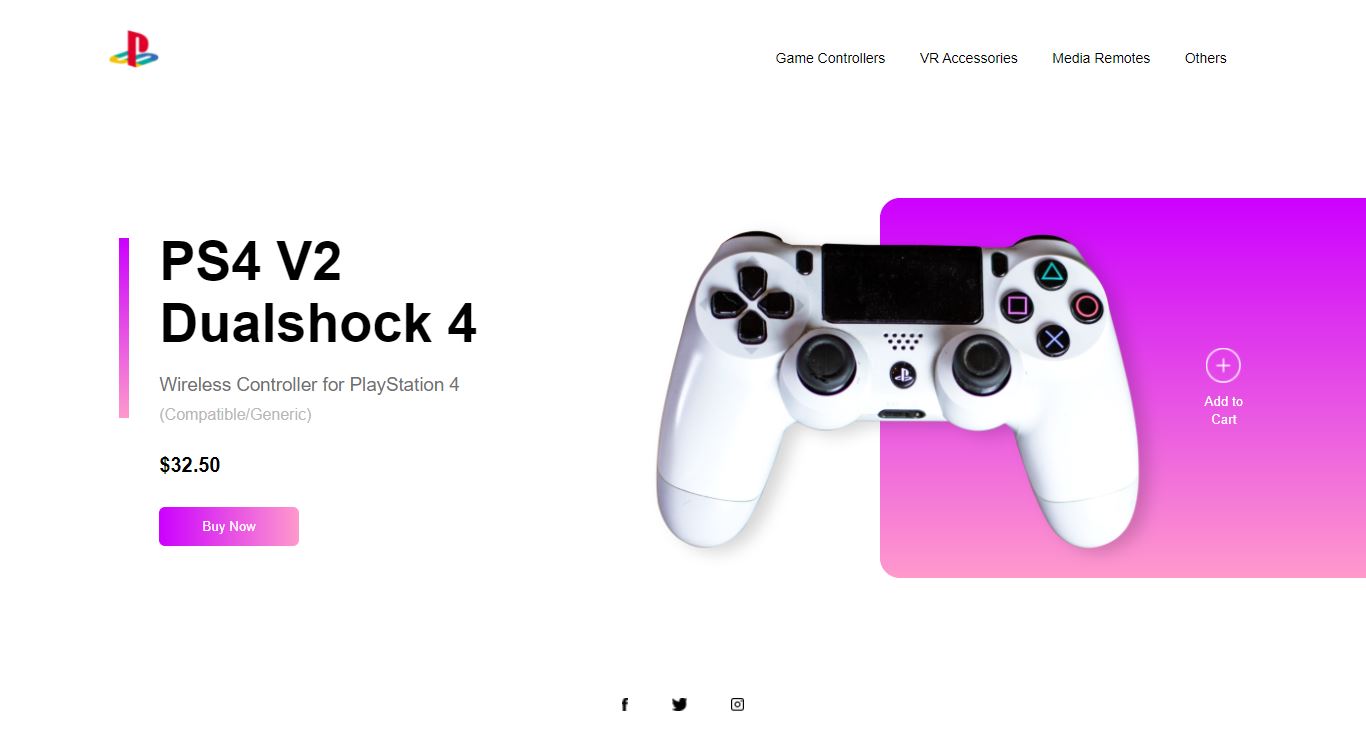 Game Controllers
VR Accessories
Media Remotes
Others
PS4 V2
Dualshock 4
Wireless Controller for PlayStation 4
(Compatible/Generic)
$32.50
Buy Now
Add to
Cart